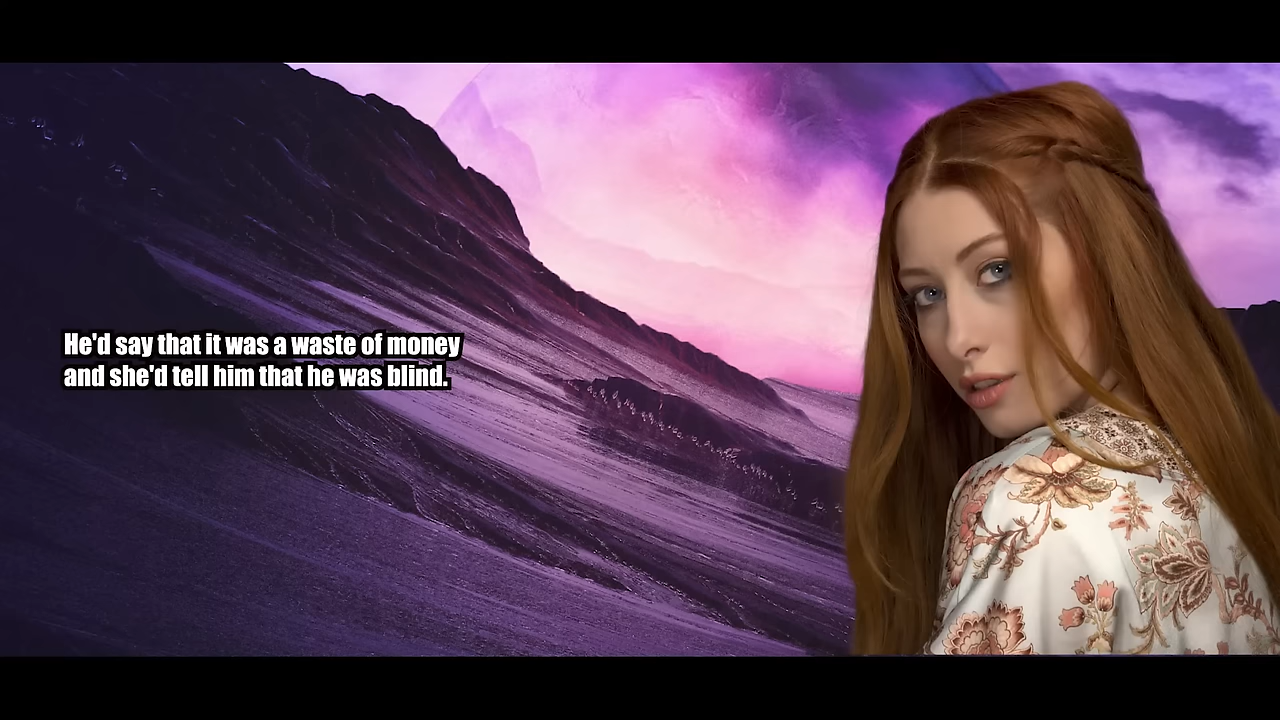 He'd say that it was a waste of money
and she'd tell him that he was blind.